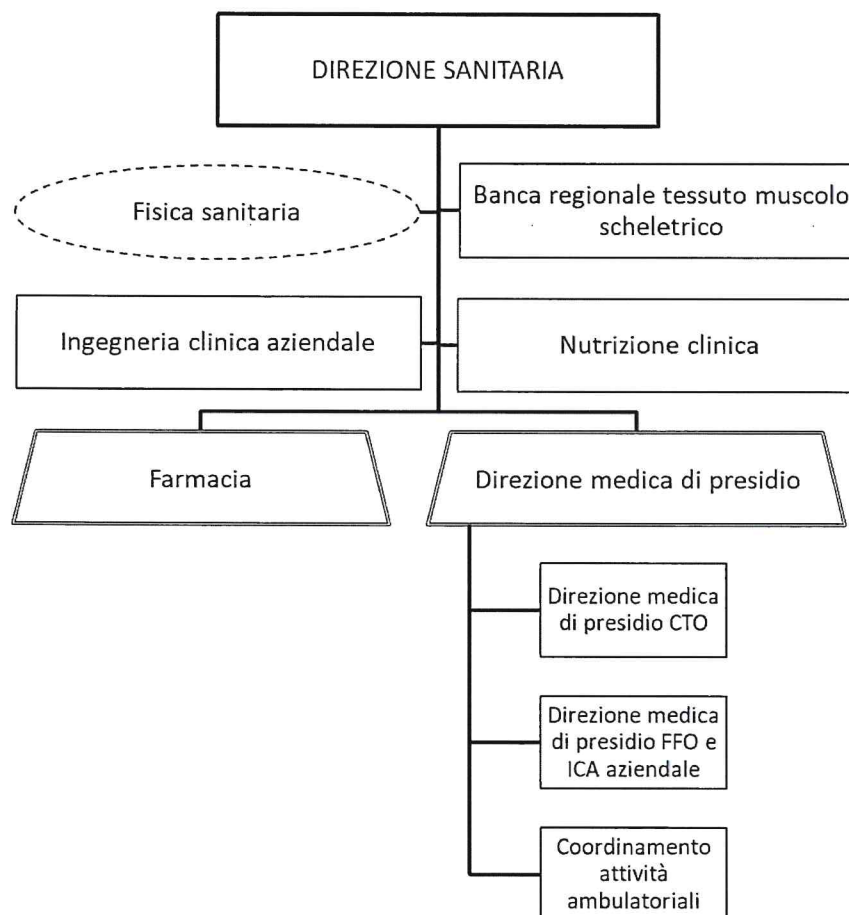 DIREZIONE SANITARIA
Fisica sanitaria
Banca regionale tessuto muscolo
scheletrico
Ingegneria clinica aziendale
Nutrizione clinica
Farmacia
Direzione medica di presidio
Direzione medica
di presidio CTO
Direzione medica
di presidio FFO e
ICA aziendale
Coordinamento
attività
ambulatoriali